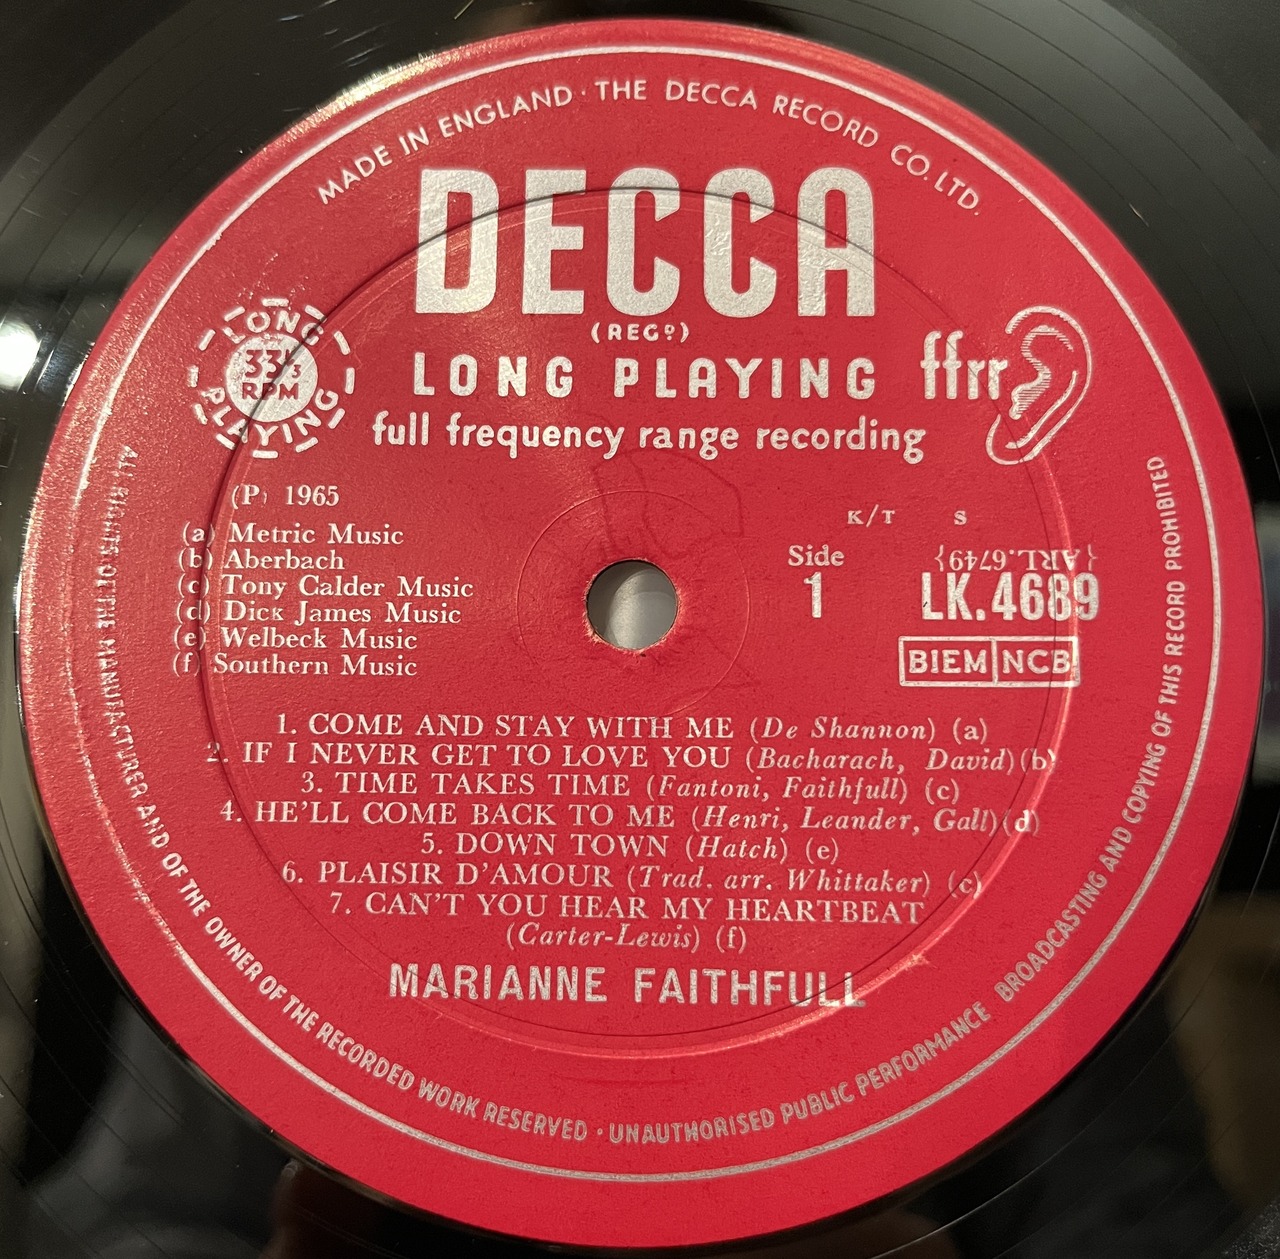 MADE IN ENGLAND · THE DECCA RECORD CO. LTD.
DECCA
(REGº)
LONG PLAYING
ffrr
full frequency range recording
LONG
33⅓
RPM
PLAYING
(P) 1965
(a) Metric Music
(b) Aberbach
(c) Tony Calder Music
(d) Dick James Music
(e) Welbeck Music
(f) Southern Music
K/T S
Side
1
{ARL.6749}
LK.4689
BIEM NCB
1. COME AND STAY WITH ME (De Shannon) (a)
2. IF I NEVER GET TO LOVE YOU (Bacharach, David) (b)
3. TIME TAKES TIME (Fantoni, Faithfull) (c)
4. HE'LL COME BACK TO ME (Henri, Leander, Gall) (d)
5. DOWN TOWN (Hatch) (e)
6. PLAISIR D'AMOUR (Trad. arr. Whittaker) (c)
7. CAN'T YOU HEAR MY HEARTBEAT
(Carter-Lewis) (f)
MARIANNE FAITHFULL
ALL RIGHTS OF THE MANUFACTURER AND OF THE OWNER OF THE RECORDED WORK RESERVED · UNAUTHORISED PUBLIC PERFORMANCE BROADCASTING AND COPYING OF THIS RECORD PROHIBITED